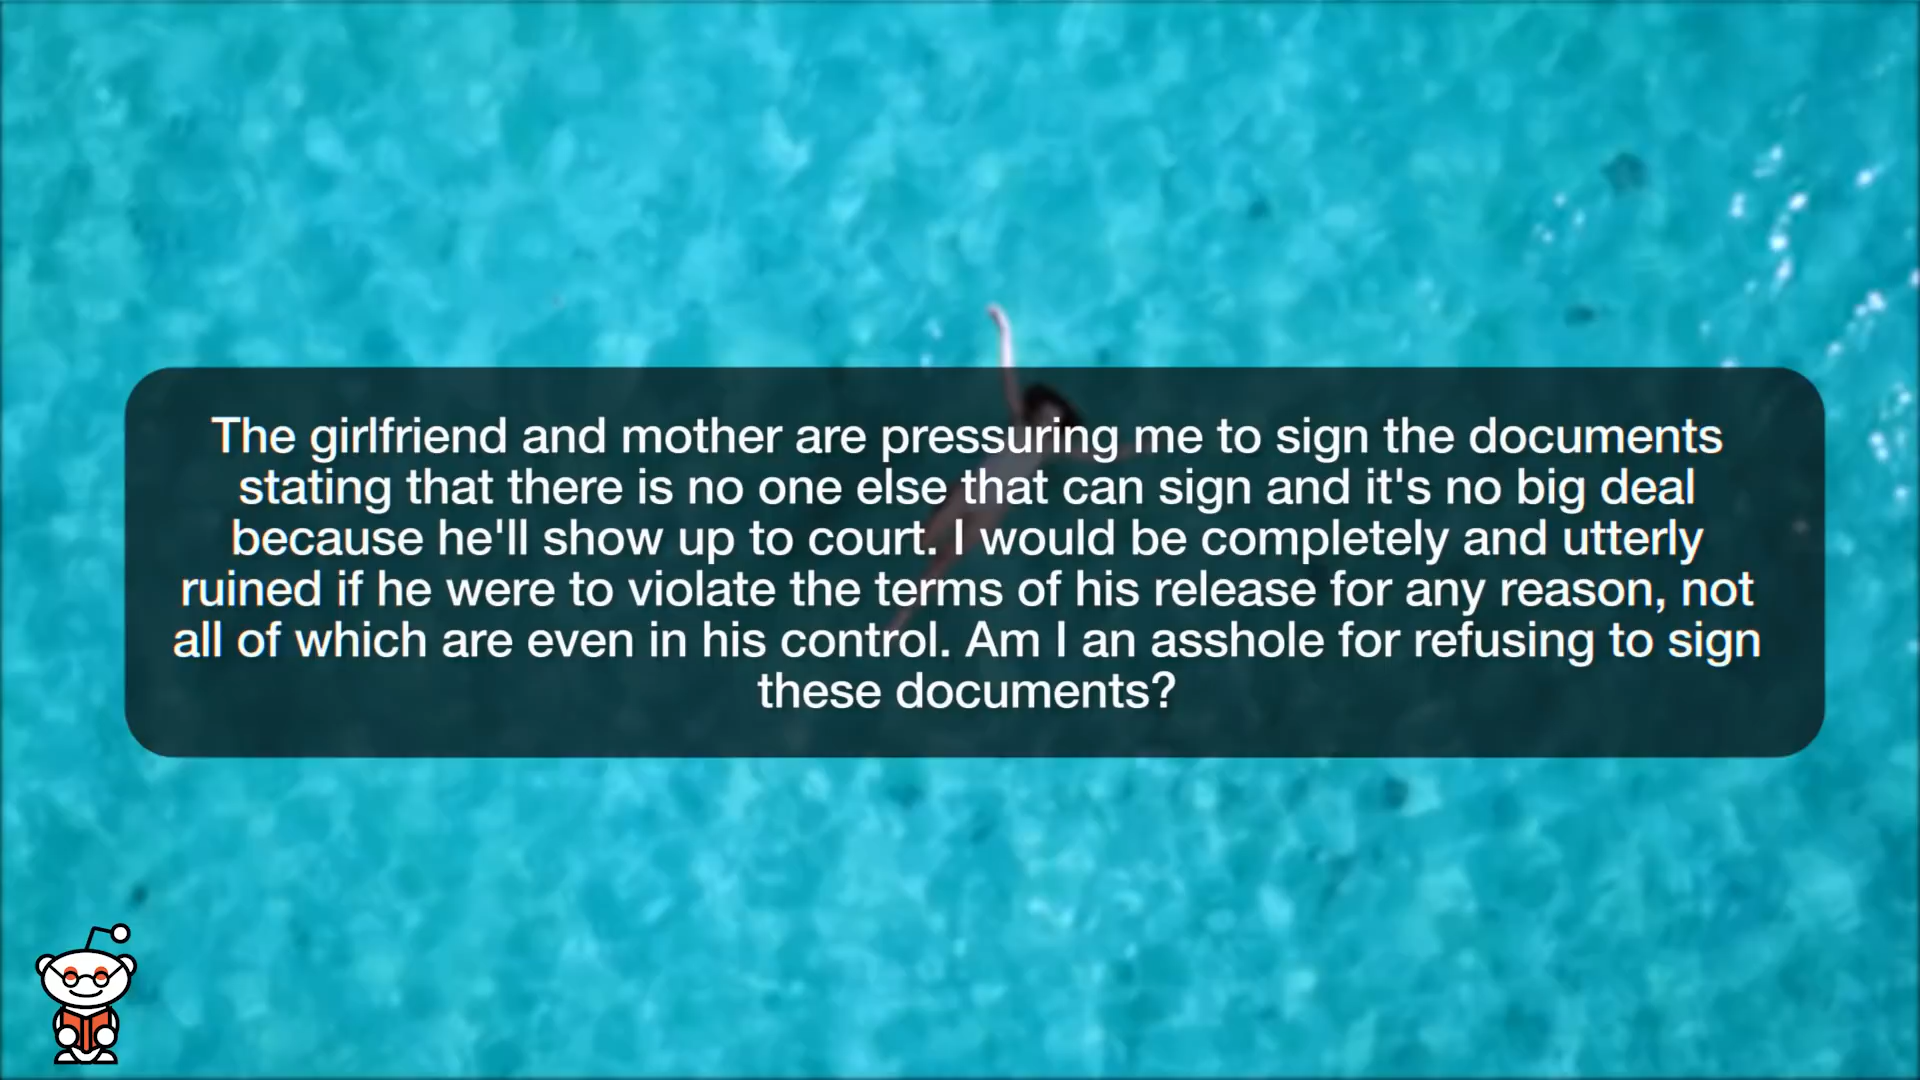 The girlfriend and mother are pressuring me to sign the documents
stating that there is no one else that can sign and it's no big deal
because he'll show up to court. I would be completely and utterly
ruined if he were to violate the terms of his release for any reason, not
all of which are even in his control. Am I an asshole for refusing to sign
these documents?